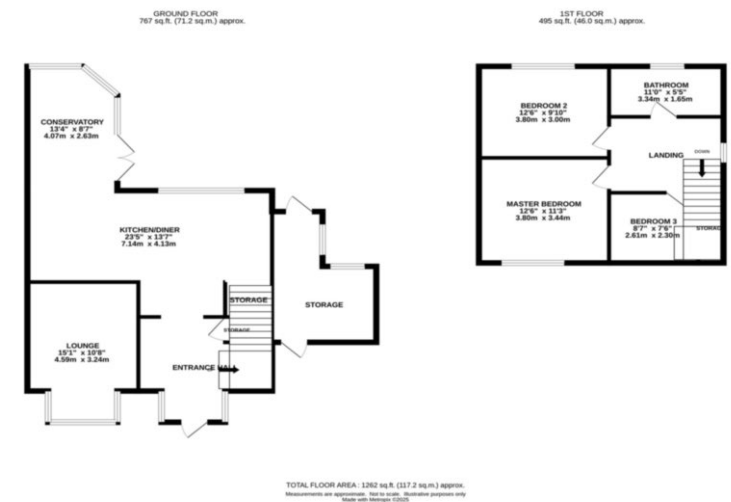 GROUND FLOOR
767 sq.ft. (71.2 sq.m.) approx.
1ST FLOOR
495 sq.ft. (46.0 sq.m.) approx.
CONSERVATORY
13'4" x 8'7"
4.07m x 2.63m
KITCHEN/DINER
23'5" x 13'7"
7.14m x 4.13m
STORAGE
STORAGE
STORAGE
LOUNGE
15'1" x 10'8"
4.59m x 3.24m
ENTRANCE
BEDROOM 2
12'6" x 9'10"
3.80m x 3.00m
BATHROOM
11'0" x 5'5"
3.34m x 1.65m
LANDING
DOWN
MASTER BEDROOM
12'6" x 11'3"
3.80m x 3.44m
BEDROOM 3
8'7" x 7'6"
2.61m x 2.30m
STORAG
TOTAL FLOOR AREA : 1262 sq.ft. (117.2 sq.m.) approx.
Measurements are approximate. Not to scale. Illustrative purposes only
Made with Metropix ©2025